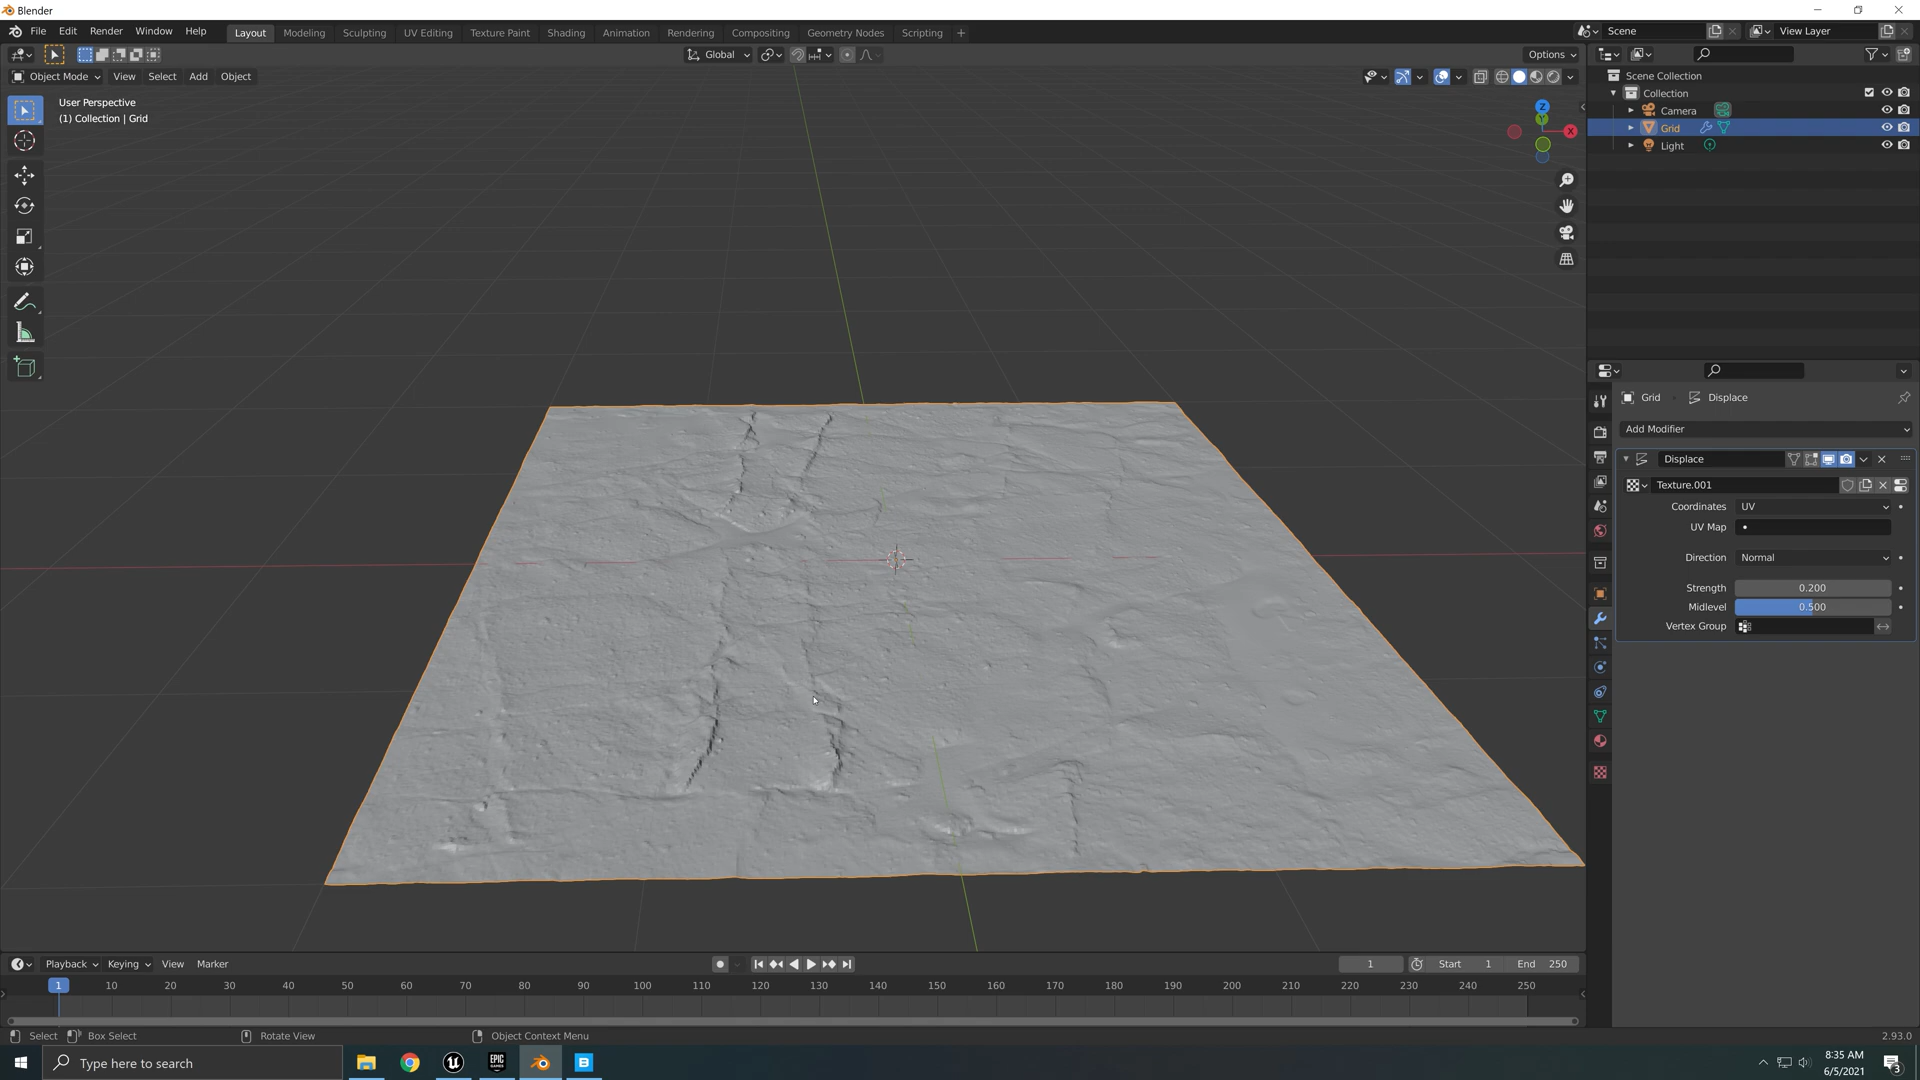 Blender
File Edit Render Window Help
Layout Modeling Sculpting UV Editing Texture Paint Shading Animation Rendering Compositing Geometry Nodes Scripting +
Scene
View Layer
Global
Options
Object Mode View Select Add Object
User Perspective
(1) Collection | Grid
Z
X
Scene Collection
Collection
Camera
Grid
Light
Grid Displace
Add Modifier
Displace
Texture.001
Coordinates UV
UV Map
Direction Normal
Strength 0.200
Midlevel 0.500
Vertex Group
Playback Keying View Marker
1
Start 1 End 250
1 10 20 30 40 50 60 70 80 90 100 110 120 130 140 150 160 170 180 190 200 210 220 230 240 250
Select Box Select Rotate View Object Context Menu
2.93.0
Type here to search
EPIC GAMES
B
8:35 AM
6/5/2021
3